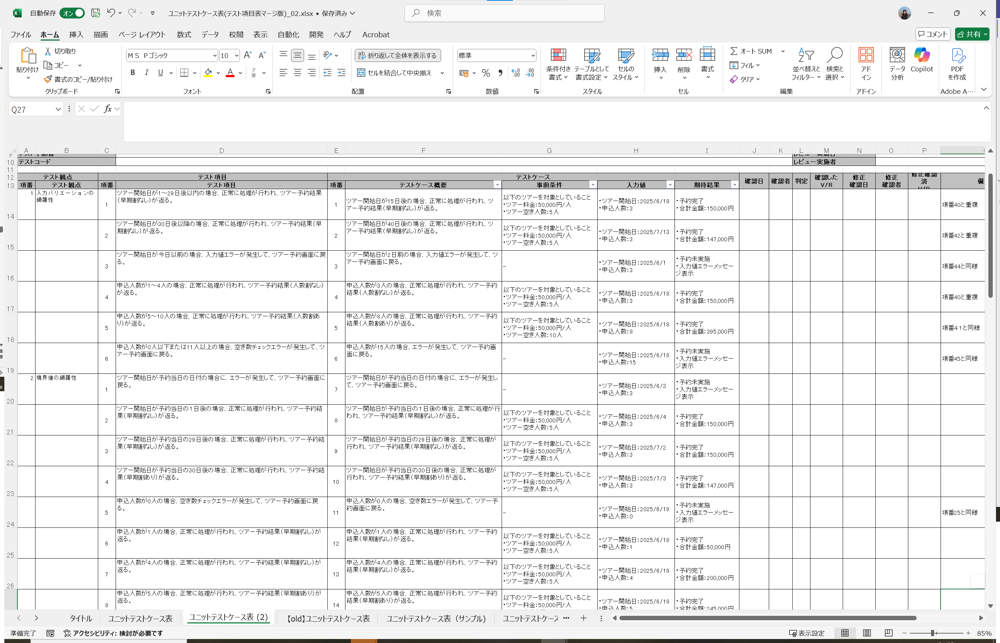 自動保存 オン ユニットテストケース表(テスト項目表マージ版)_02.xlsx • 保存済み 検索
ファイル ホーム 挿入 描画 ページ レイアウト 数式 データ 校閲 表示 自動化 開発 ヘルプ Acrobat コメント 共有
貼り付け 切り取り コピー 書式のコピー/貼り付け クリップボード
ＭＳ Ｐゴシック 10 B I U フォント
折り返して全体を表示する セルを結合して中央揃え 配置
標準 数値
条件付き書式 テーブルとして書式設定 セルのスタイル スタイル
挿入 削除 書式 セル
オート SUM フィル クリア 並べ替えとフィルター 検索と選択 編集
アドイン アドイン データ分析 Copilot PDFを作成 Adobe A…
Q27 fx
A B C D E F G H I J K L M N O P
10 テストコード レビュー実施者
11
12 テスト観点 テスト項目 テストケース 確認日 確認者 判定 確認した V/R 修正 確認日 修正 確認者 修正確認 済 備
13 項番 テスト観点 項番 テスト項目 項番 テストケース概要 事前条件 入力値 期待結果
14 1 入力バリエーションの網羅性 1 ツアー開始日が1～29日後以内の場合、正常に処理が行われ、ツアー予約結果（早期割なし）が返る。 1 ツアー開始日が15日後の場合、正常に処理が行われ、ツアー予約結果（早期割なし）が返る。 以下のツアーを対象としていること ・ツアー料金：50,000円/人 ・ツアー空き人数：5人 ・ツアー開始日：2025/6/18 ・申込人数：3 ・予約完了 ・合計金額：150,000円 項番40と重複
15 2 ツアー開始日が30日後以降の場合、正常に処理が行われ、ツアー予約結果（早期割なし）が返る。 2 ツアー開始日が40日後の場合、正常に処理が行われ、ツアー予約結果（早期割なし）が返る。 以下のツアーを対象としていること ・ツアー料金：50,000円/人 ・ツアー空き人数：5人 ・ツアー開始日：2025/7/13 ・申込人数：3 ・予約完了 ・合計金額：147,000円 項番42と重複
16 3 ツアー開始日が今日以前の場合、入力値エラーが発生して、ツアー予約画面に戻る。 3 ツアー開始日が2日前の場合、入力値エラーが発生して、ツアー予約画面に戻る。 － ・ツアー開始日：2025/6/1 ・申込人数：3 ・予約未実施 ・入力値エラーメッセージ表示 項番44と同様
17 4 申込人数が1～4人の場合、正常に処理が行われ、ツアー予約結果（人数割なし）が返る。 4 申込人数が3人の場合、正常に処理が行われ、ツアー予約結果（人数割なし）が返る。 以下のツアーを対象としていること ・ツアー料金：50,000円/人 ・ツアー空き人数：5人 ・ツアー開始日：2025/6/18 ・申込人数：3 ・予約完了 ・合計金額：150,000円 項番40と重複
18 5 申込人数が5～10人の場合、正常に処理が行われ、ツアー予約結果（人数割あり）が返る。 5 申込人数が8人の場合、正常に処理が行われ、ツアー予約結果（人数割あり）が返る。 以下のツアーを対象としていること ・ツアー料金：50,000円/人 ・ツアー空き人数：10人 ・ツアー開始日：2025/6/18 ・申込人数：8 ・予約完了 ・合計金額：395,000円 項番4１と同様
19 6 申込人数が0人以下または11人以上の場合、空き数チェックエラーが発生して、ツアー予約画面に戻る。 6 申込人数が15人の場合、エラーが発生して、ツアー予約画面に戻る。 － ・ツアー開始日：2025/6/18 ・申込人数：15 ・予約未実施 ・入力値エラーメッセージ表示 項番45と同様
20 2 境界値の網羅性 1 ツアー開始日が予約当日の日付の場合に、エラーが発生して、ツアー予約画面に戻る。 7 ツアー開始日が予約当日の日付の場合に、エラーが発生して、ツアー予約画面に戻る。 － ・ツアー開始日：2025/6/3 ・申込人数：3 ・予約未実施 ・入力値エラーメッセージ表示
21 2 ツアー開始日が予約当日の１日後の場合、正常に処理が行われ、ツアー予約結果（早期割なし）が返る。 8 ツアー開始日が予約当日の１日後の場合、正常に処理が行われ、ツアー予約結果（早期割なし）が返る。 以下のツアーを対象としていること ・ツアー料金：50,000円/人 ・ツアー空き人数：5人 ・ツアー開始日：2025/6/4 ・申込人数：3 ・予約完了 ・合計金額：150,000円
22 3 ツアー開始日が予約当日の29日後の場合、正常に処理が行われ、ツアー予約結果（早期割なし）が返る。 9 ツアー開始日が予約当日の29日後の場合、正常に処理が行われ、ツアー予約結果（早期割なし）が返る。 以下のツアーを対象としていること ・ツアー料金：50,000円/人 ・ツアー空き人数：5人 ・ツアー開始日：2025/7/2 ・申込人数：3 ・予約完了 ・合計金額：150,000円
23 4 ツアー開始日が予約当日の30日後の場合、正常に処理が行われ、ツアー予約結果（早期割あり）が返る。 10 ツアー開始日が予約当日の30日後の場合、正常に処理が行われ、ツアー予約結果（早期割あり）が返る。 以下のツアーを対象としていること ・ツアー料金：50,000円/人 ・ツアー空き人数：5人 ・ツアー開始日：2025/7/3 ・申込人数：3 ・予約完了 ・合計金額：147,000円
24 5 申込人数が0人の場合、空き数チェックエラーが発生して、ツアー予約画面に戻る。 11 申込人数が0人の場合、空き数エラーが発生して、ツアー予約画面に戻る。 － ・ツアー開始日：2025/6/18 ・申込人数：0 ・予約未実施 ・入力値エラーメッセージ表示 項番25と同様
25 6 申込人数が1人の場合、正常に処理が行われ、ツアー予約結果（早期割なし）が返る。 12 申込人数が1人の場合、正常に処理が行われ、ツアー予約結果（早期割なし）が返る。 以下のツアーを対象としていること ・ツアー料金：50,000円/人 ・ツアー空き人数：5人 ・ツアー開始日：2025/6/18 ・申込人数：1 ・予約完了 ・合計金額：50,000円
26 7 申込人数が4人の場合、正常に処理が行われ、ツアー予約結果（早期割なし）が返る。 13 申込人数が4人の場合、正常に処理が行われ、ツアー予約結果（早期割なし）が返る。 以下のツアーを対象としていること ・ツアー料金：50,000円/人 ・ツアー空き人数：5人 ・ツアー開始日：2025/6/18 ・申込人数：4 ・予約完了 ・合計金額：200,000円
8 申込人数が5人の場合、正常に処理が行われ、ツアー予約結果（早期割あり）が返る。 14 申込人数が5人の場合、正常に処理が行われ、ツアー予約結果（早期割あり）が返る。 以下のツアーを対象としていること ・ツアー料金：50,000円/人 ・ツアー開始日：2025/6/18 ・申込人数：5 ・予約完了 ・合計金額：245,000円
タイトル ユニットテストケース表 ユニットテストケース表 (2) 【old】ユニットテストケース表 ユニットテストケース表（サンプル） ユニットテストケース ···
準備完了 アクセシビリティ: 検討が必要です 表示設定 85%